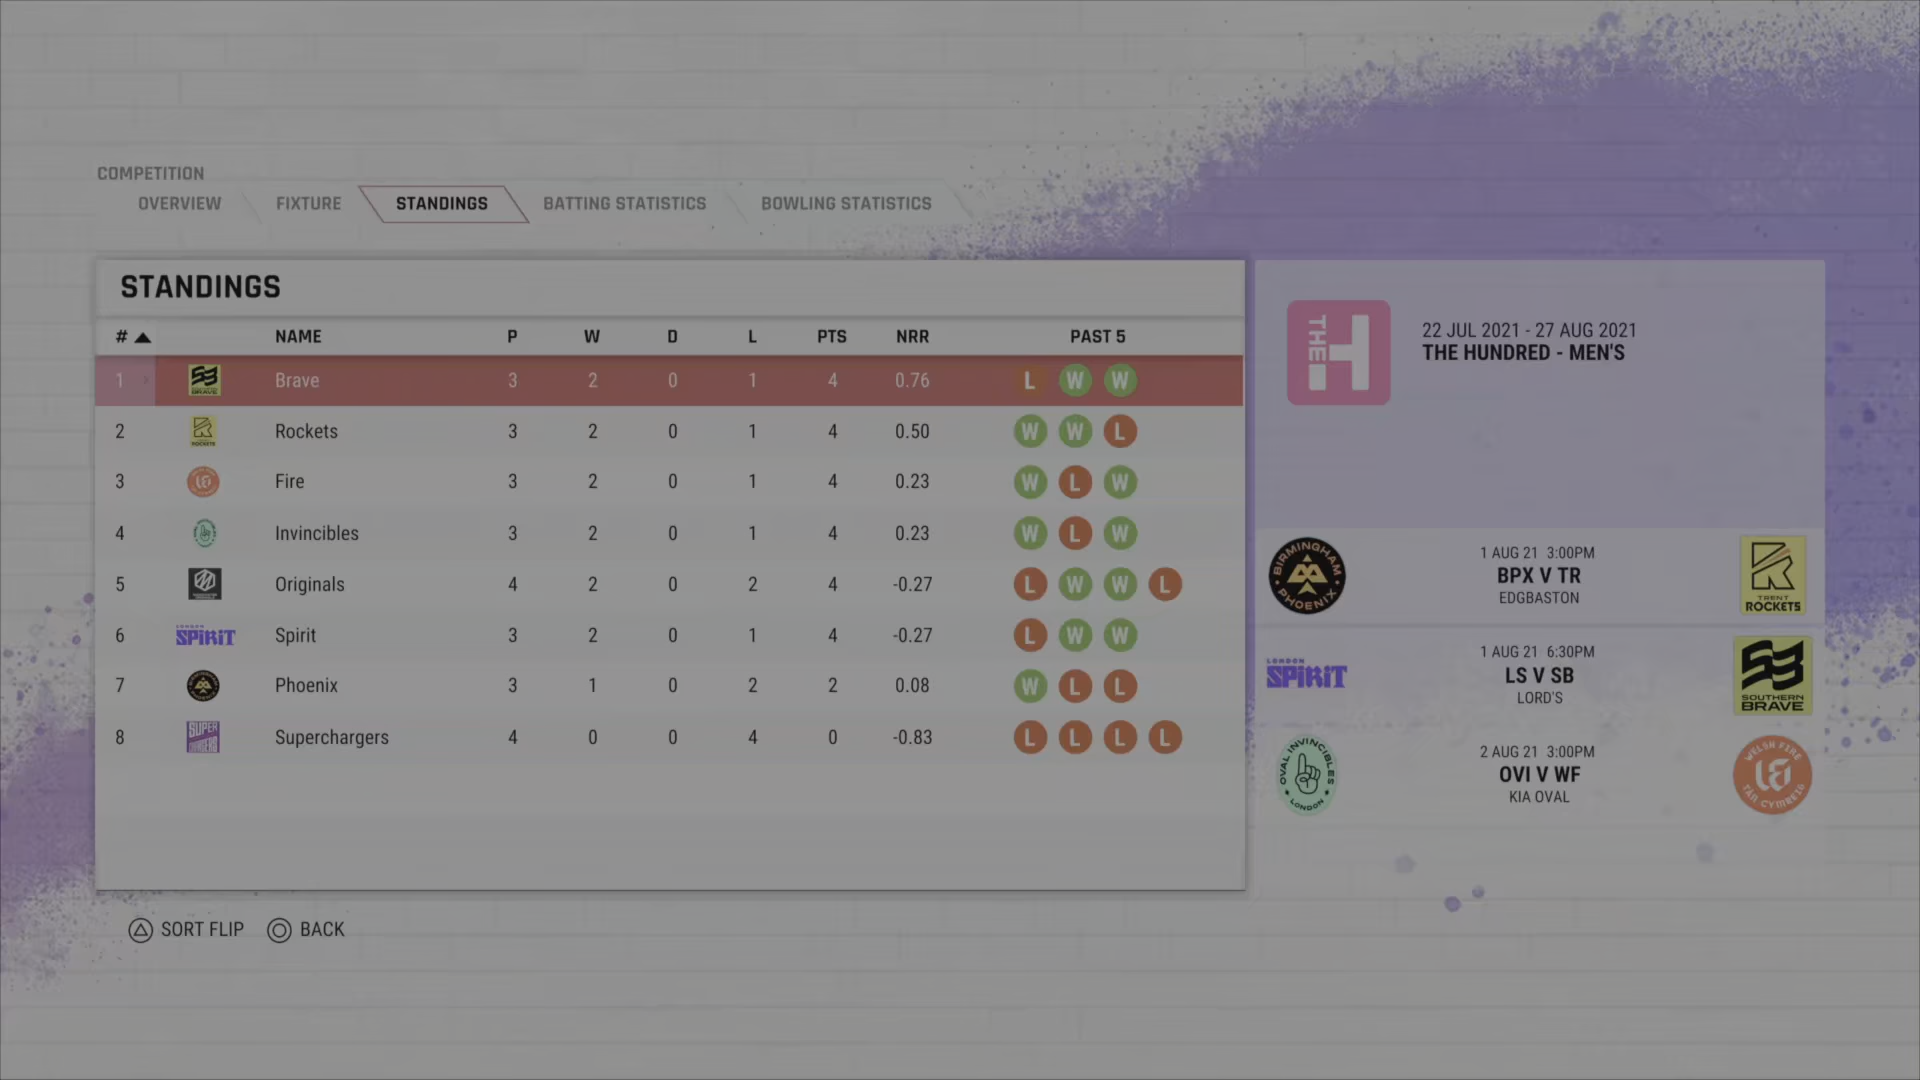 COMPETITION
OVERVIEW FIXTURE STANDINGS BATTING STATISTICS BOWLING STATISTICS
STANDINGS
# NAME P W D L PTS NRR PAST 5
1 Brave 3 2 0 1 4 0.76 L W W
2 Rockets 3 2 0 1 4 0.50 W W L
3 Fire 3 2 0 1 4 0.23 W L W
4 Invincibles 3 2 0 1 4 0.23 W L W
5 Originals 4 2 0 2 4 -0.27 L W W L
6 LONDON SPIRIT Spirit 3 2 0 1 4 -0.27 L W W
7 Phoenix 3 1 0 2 2 0.08 W L L
8 SUPER Superchargers 4 0 0 4 0 -0.83 L L L L
SORT FLIP BACK
THE H
22 JUL 2021 - 27 AUG 2021
THE HUNDRED - MEN'S
BIRMINGHAM PHOENIX
1 AUG 21 3:00PM
BPX V TR
EDGBASTON
TRENT
ROCKETS
LONDON
SPIRIT
1 AUG 21 6:30PM
LS V SB
LORD'S
SB
SOUTHERN
BRAVE
OVAL INVINCIBLES
LONDON
2 AUG 21 3:00PM
OVI V WF
KIA OVAL
WELSH FIRE
TÂN CYMREIG